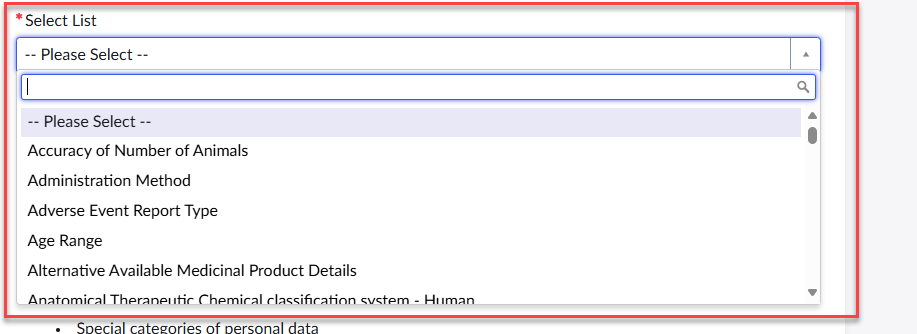 *Select List
-- Please Select --
-- Please Select --
Accuracy of Number of Animals
Administration Method
Adverse Event Report Type
Age Range
Alternative Available Medicinal Product Details
Anatomical Therapeutic Chemical classification system - Human
• Special categories of personal data